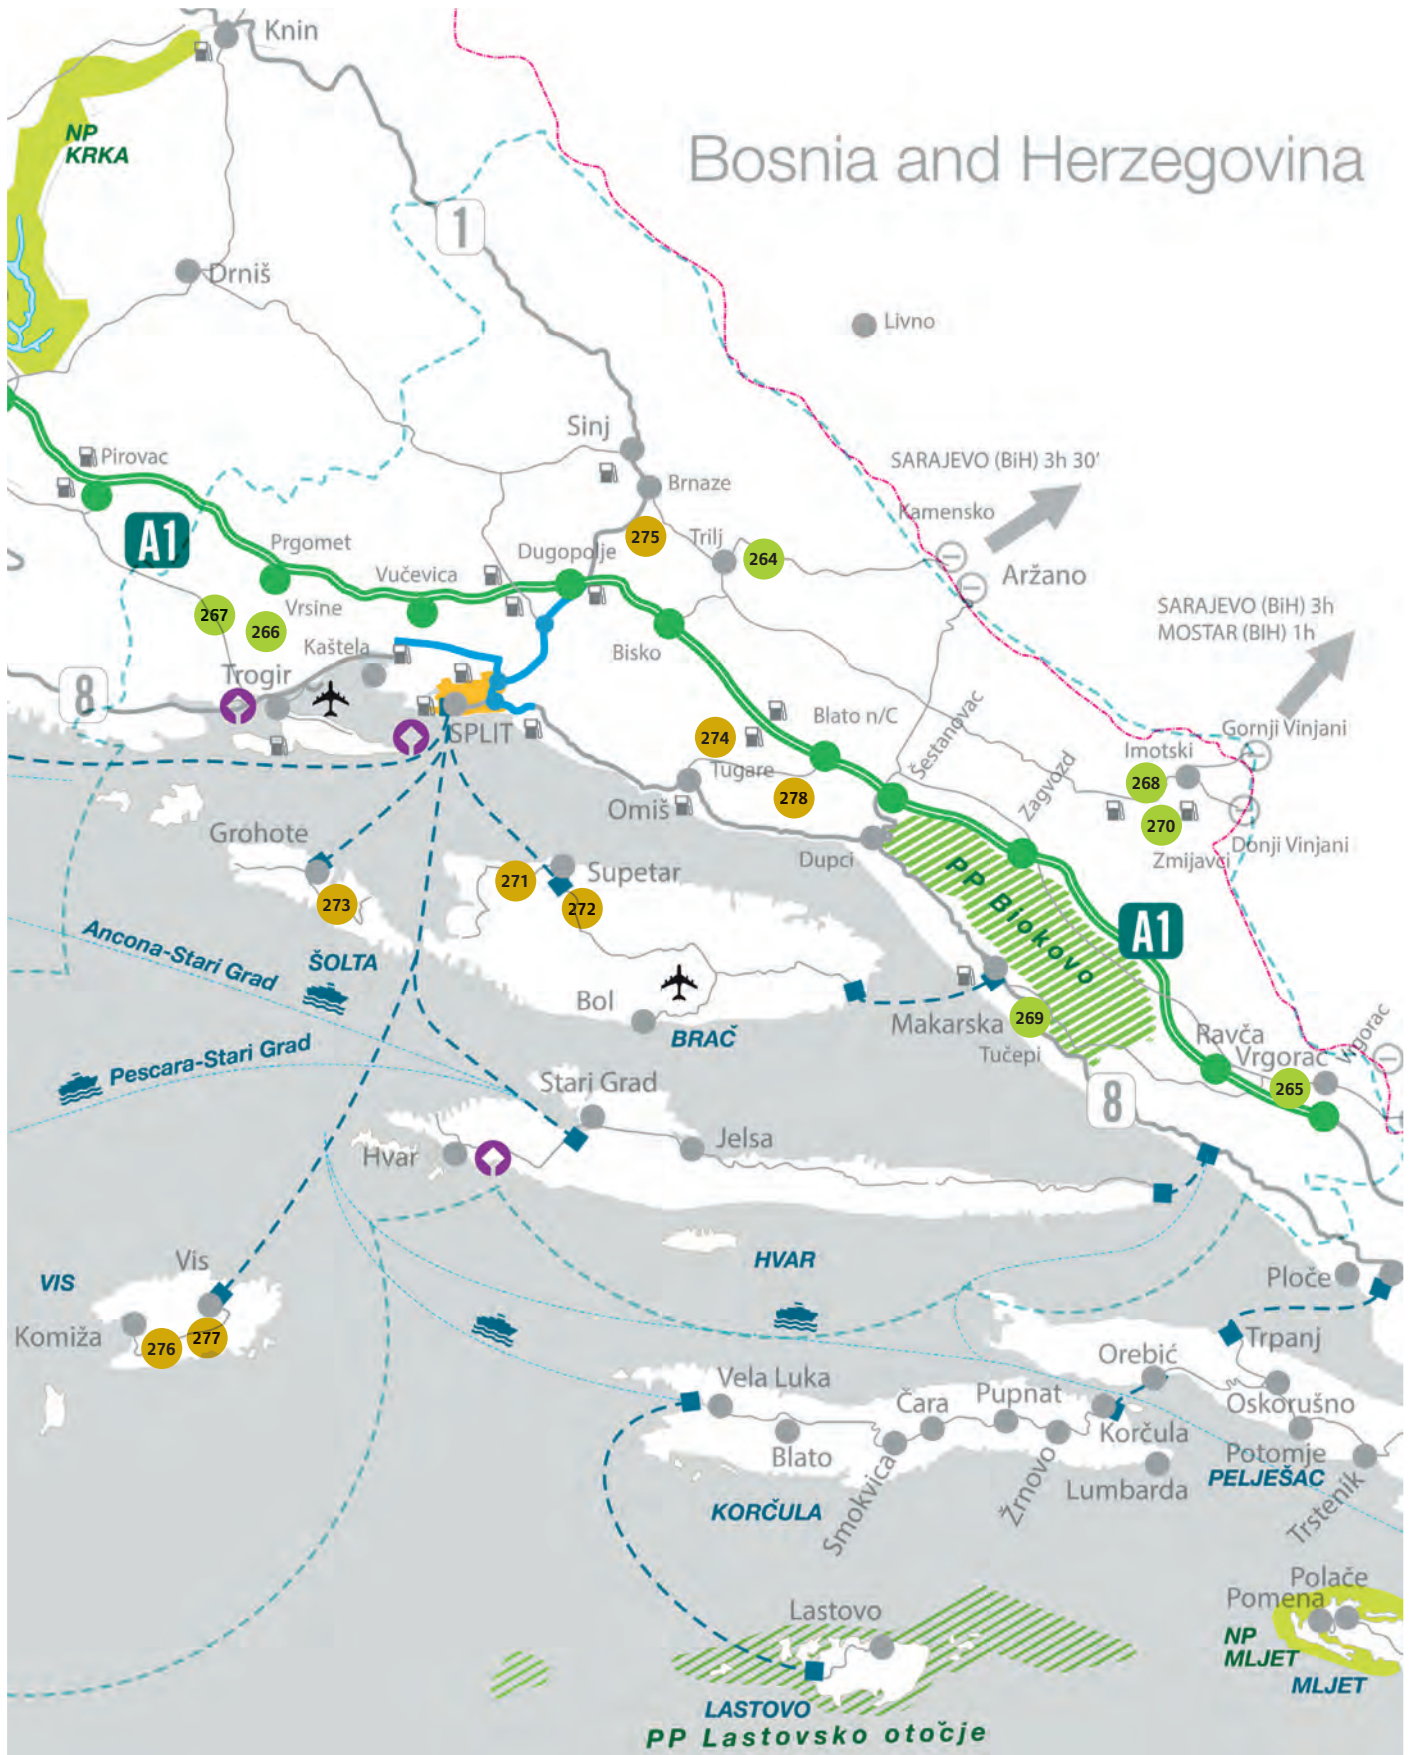 Knin
NP
KRKA
Bosnia and Herzegovina
1
Drniš
Livno
Sinj
SARAJEVO (BiH) 3h 30’
Pirovac
Brnaze
Kamensko
A1
275
Trilj
264
Prgomet
Dugopolje
Vučevica
Aržano
SARAJEVO (BiH) 3h
MOSTAR (BIH) 1h
267
Vrsine
266
Kaštela
Bisko
Trogir
8
SPLIT
Blato n/C
Šestanovac
274
Gornji Vinjani
Imotski
Tugare
Zagvozd
268
278
Omiš
270
Grohote
Dupci
Zmijavci
Donji Vinjani
271
Supetar
PP Biokovo
273
272
A1
Ancona-Stari Grad
ŠOLTA
Bol
BRAČ
Makarska
269
Tučepi
Ravča
Vrgorac
Vrgorac
Pescara-Stari Grad
Stari Grad
265
8
Jelsa
Hvar
HVAR
Vis
VIS
Ploče
Komiža
276
277
Trpanj
Orebić
Vela Luka
Pupnat
Čara
Oskorušno
Korčula
Blato
Potomje
Smokvica
Žrnovo
Lumbarda
PELJEŠAC
KORČULA
Trstenik
Polače
Pomena
Lastovo
NP
MLJET
MLJET
LASTOVO
PP Lastovsko otočje